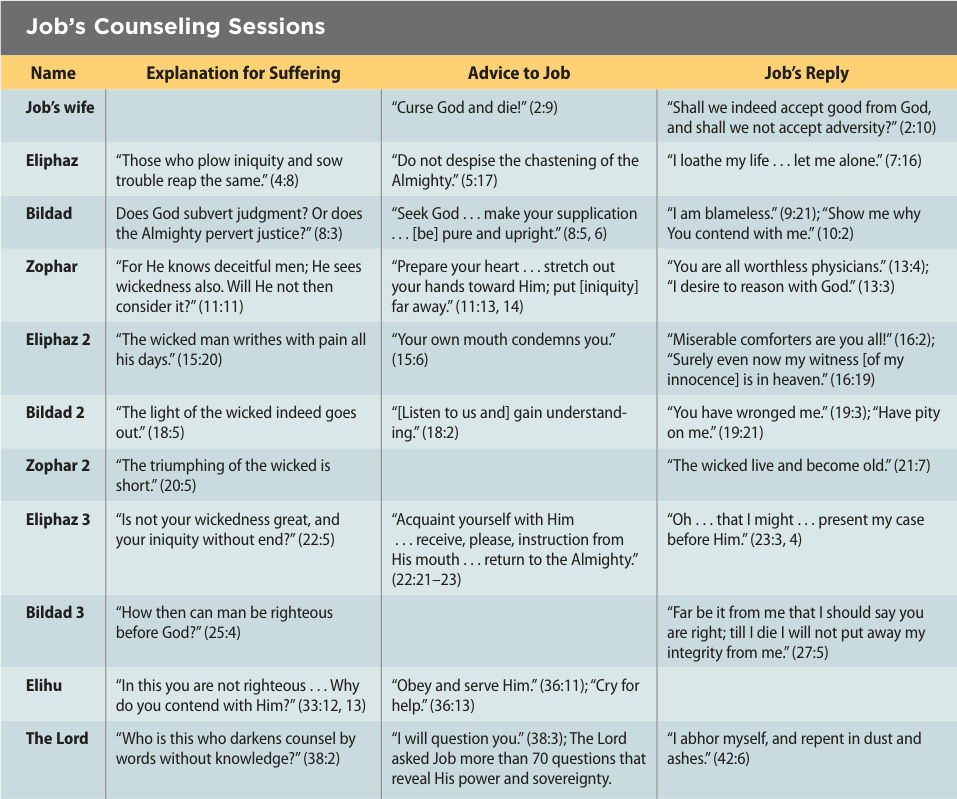 Job’s Counseling Sessions
Name Explanation for Suffering Advice to Job Job’s Reply
Job’s wife
“Curse God and die!” (2:9)
“Shall we indeed accept good from God,
and shall we not accept adversity?” (2:10)
Eliphaz
“Those who plow iniquity and sow
trouble reap the same.” (4:8)
“Do not despise the chastening of the
Almighty.” (5:17)
“I loathe my life . . . let me alone.” (7:16)
Bildad
Does God subvert judgment? Or does
the Almighty pervert justice?” (8:3)
“Seek God . . . make your supplication
. . . [be] pure and upright.” (8:5, 6)
“I am blameless.” (9:21); “Show me why
You contend with me.” (10:2)
Zophar
“For He knows deceitful men; He sees
wickedness also. Will He not then
consider it?” (11:11)
“Prepare your heart . . . stretch out
your hands toward Him; put [iniquity]
far away.” (11:13, 14)
“You are all worthless physicians.” (13:4);
“I desire to reason with God.” (13:3)
Eliphaz 2
“The wicked man writhes with pain all
his days.” (15:20)
“Your own mouth condemns you.”
(15:6)
“Miserable comforters are you all!” (16:2);
“Surely even now my witness [of my
innocence] is in heaven.” (16:19)
Bildad 2
“The light of the wicked indeed goes
out.” (18:5)
“[Listen to us and] gain understand-
ing.” (18:2)
“You have wronged me.” (19:3); “Have pity
on me.” (19:21)
Zophar 2
“The triumphing of the wicked is
short.” (20:5)
“The wicked live and become old.” (21:7)
Eliphaz 3
“Is not your wickedness great, and
your iniquity without end?” (22:5)
“Acquaint yourself with Him
. . . receive, please, instruction from
His mouth . . . return to the Almighty.”
(22:21–23)
“Oh . . . that I might . . . present my case
before Him.” (23:3, 4)
Bildad 3
“How then can man be righteous
before God?” (25:4)
“Far be it from me that I should say you
are right; till I die I will not put away my
integrity from me.” (27:5)
Elihu
“In this you are not righteous . . . Why
do you contend with Him?” (33:12, 13)
“Obey and serve Him.” (36:11); “Cry for
help.” (36:13)
The Lord
“Who is this who darkens counsel by
words without knowledge?” (38:2)
“I will question you.” (38:3); The Lord
asked Job more than 70 questions that
reveal His power and sovereignty.
“I abhor myself, and repent in dust and
ashes.” (42:6)